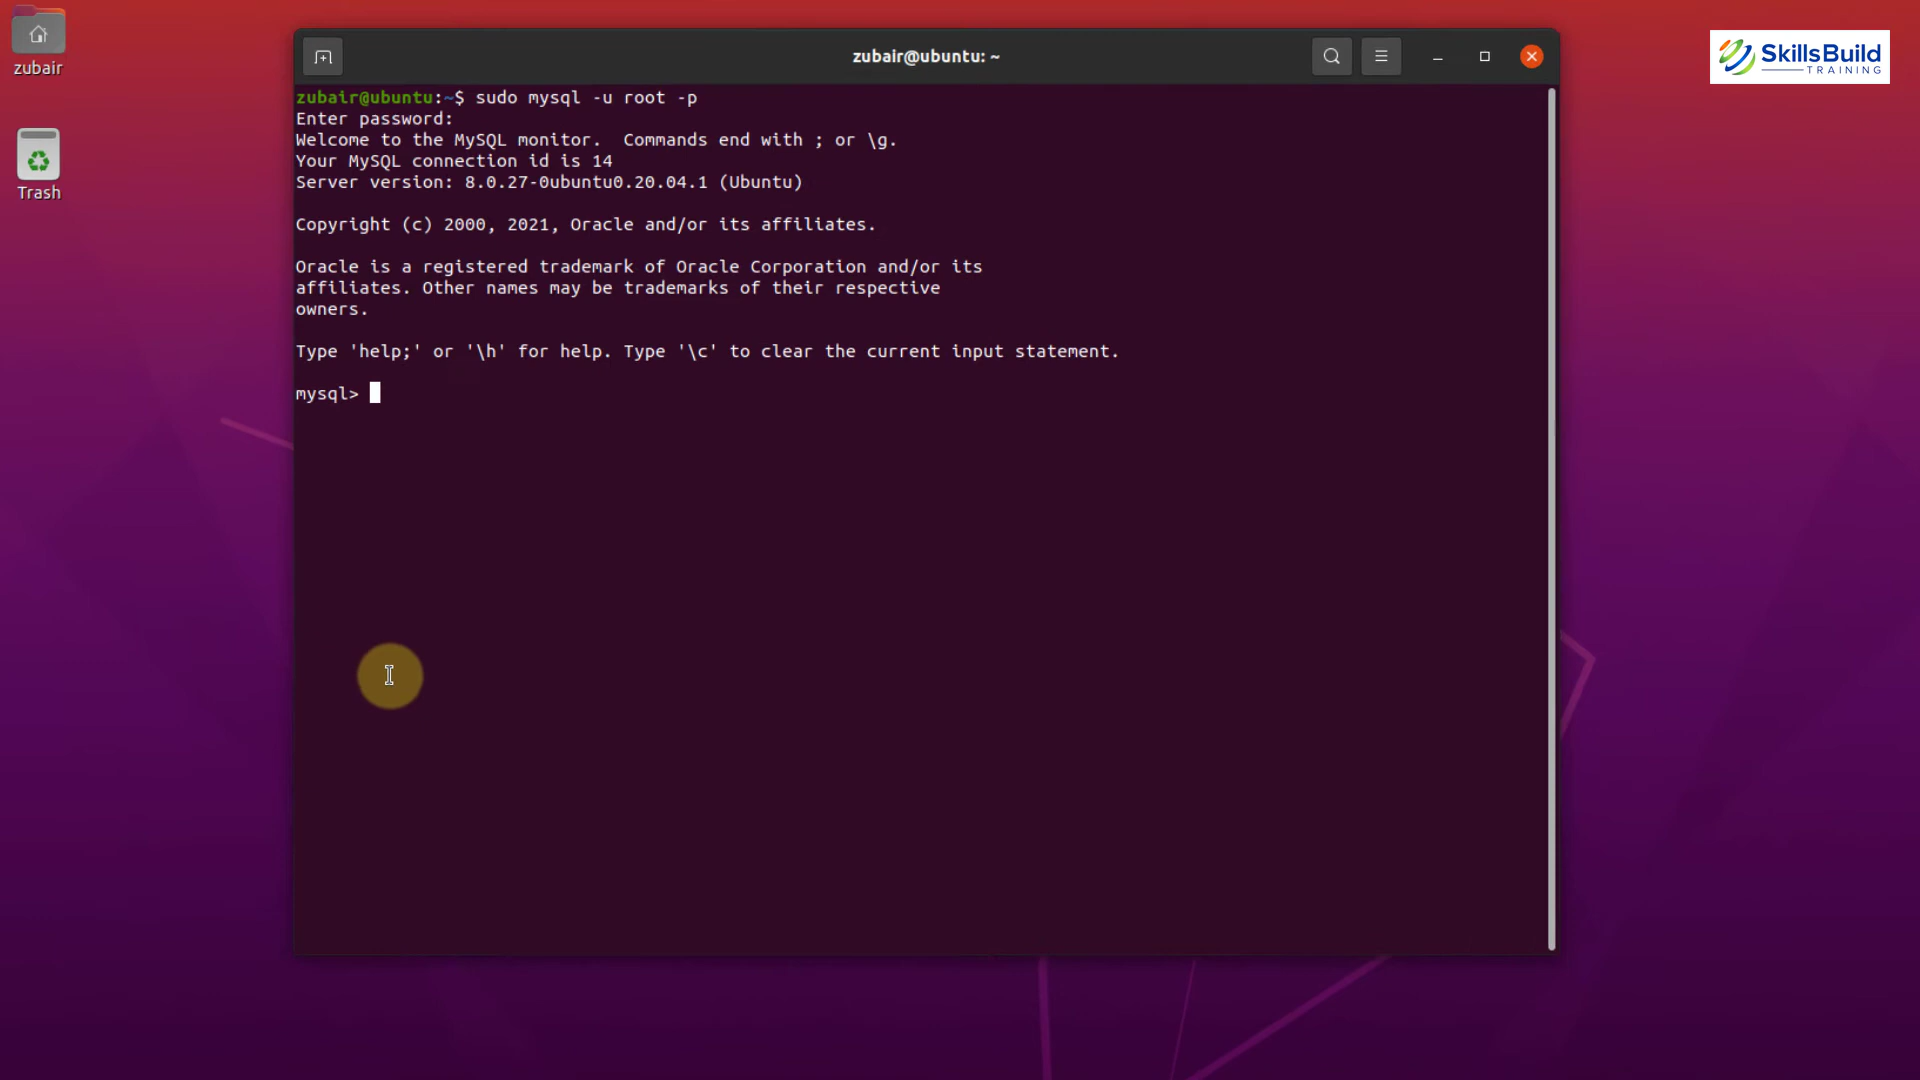 zubair
Trash
zubair@ubuntu: ~
SkillsBuild
TRAINING
zubair@ubuntu:~$ sudo mysql -u root -p
Enter password:
Welcome to the MySQL monitor.  Commands end with ; or \g.
Your MySQL connection id is 14
Server version: 8.0.27-0ubuntu0.20.04.1 (Ubuntu)
Copyright (c) 2000, 2021, Oracle and/or its affiliates.
Oracle is a registered trademark of Oracle Corporation and/or its
affiliates. Other names may be trademarks of their respective
owners.
Type 'help;' or '\h' for help. Type '\c' to clear the current input statement.
mysql>